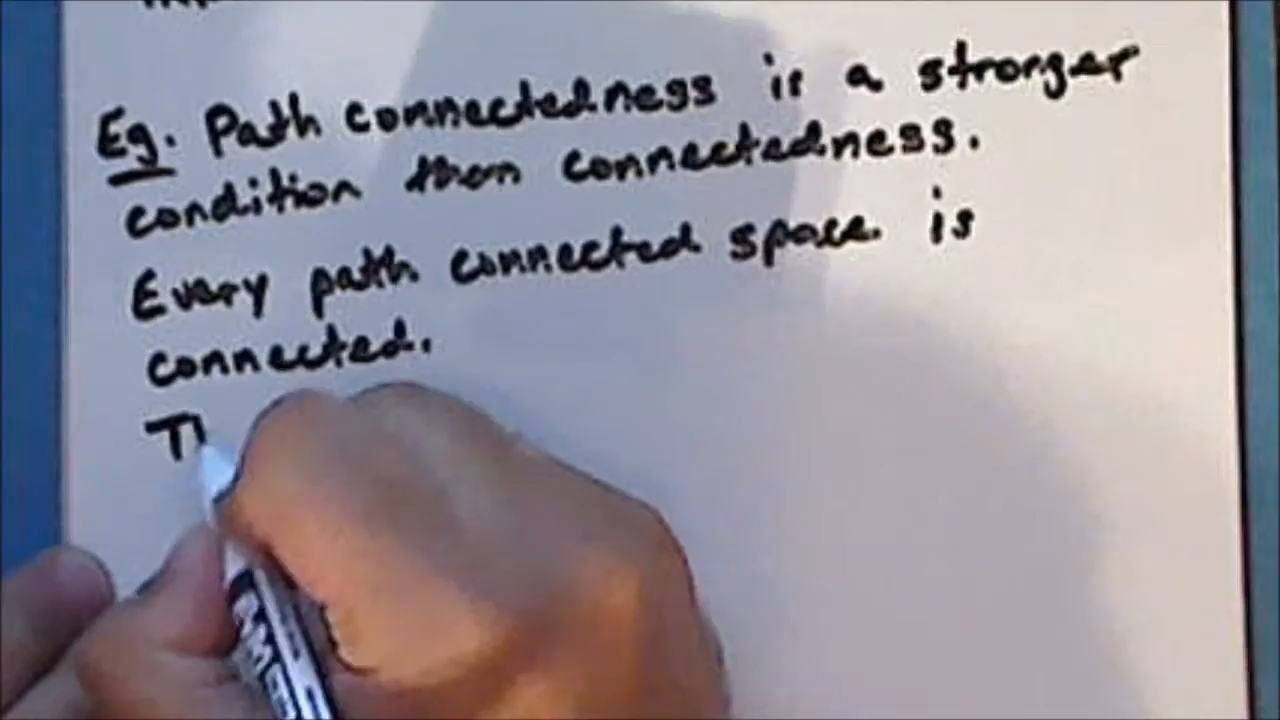 Eg. Path connectedness is a stronger
condition than connectedness.
Every path connected space is
connected.